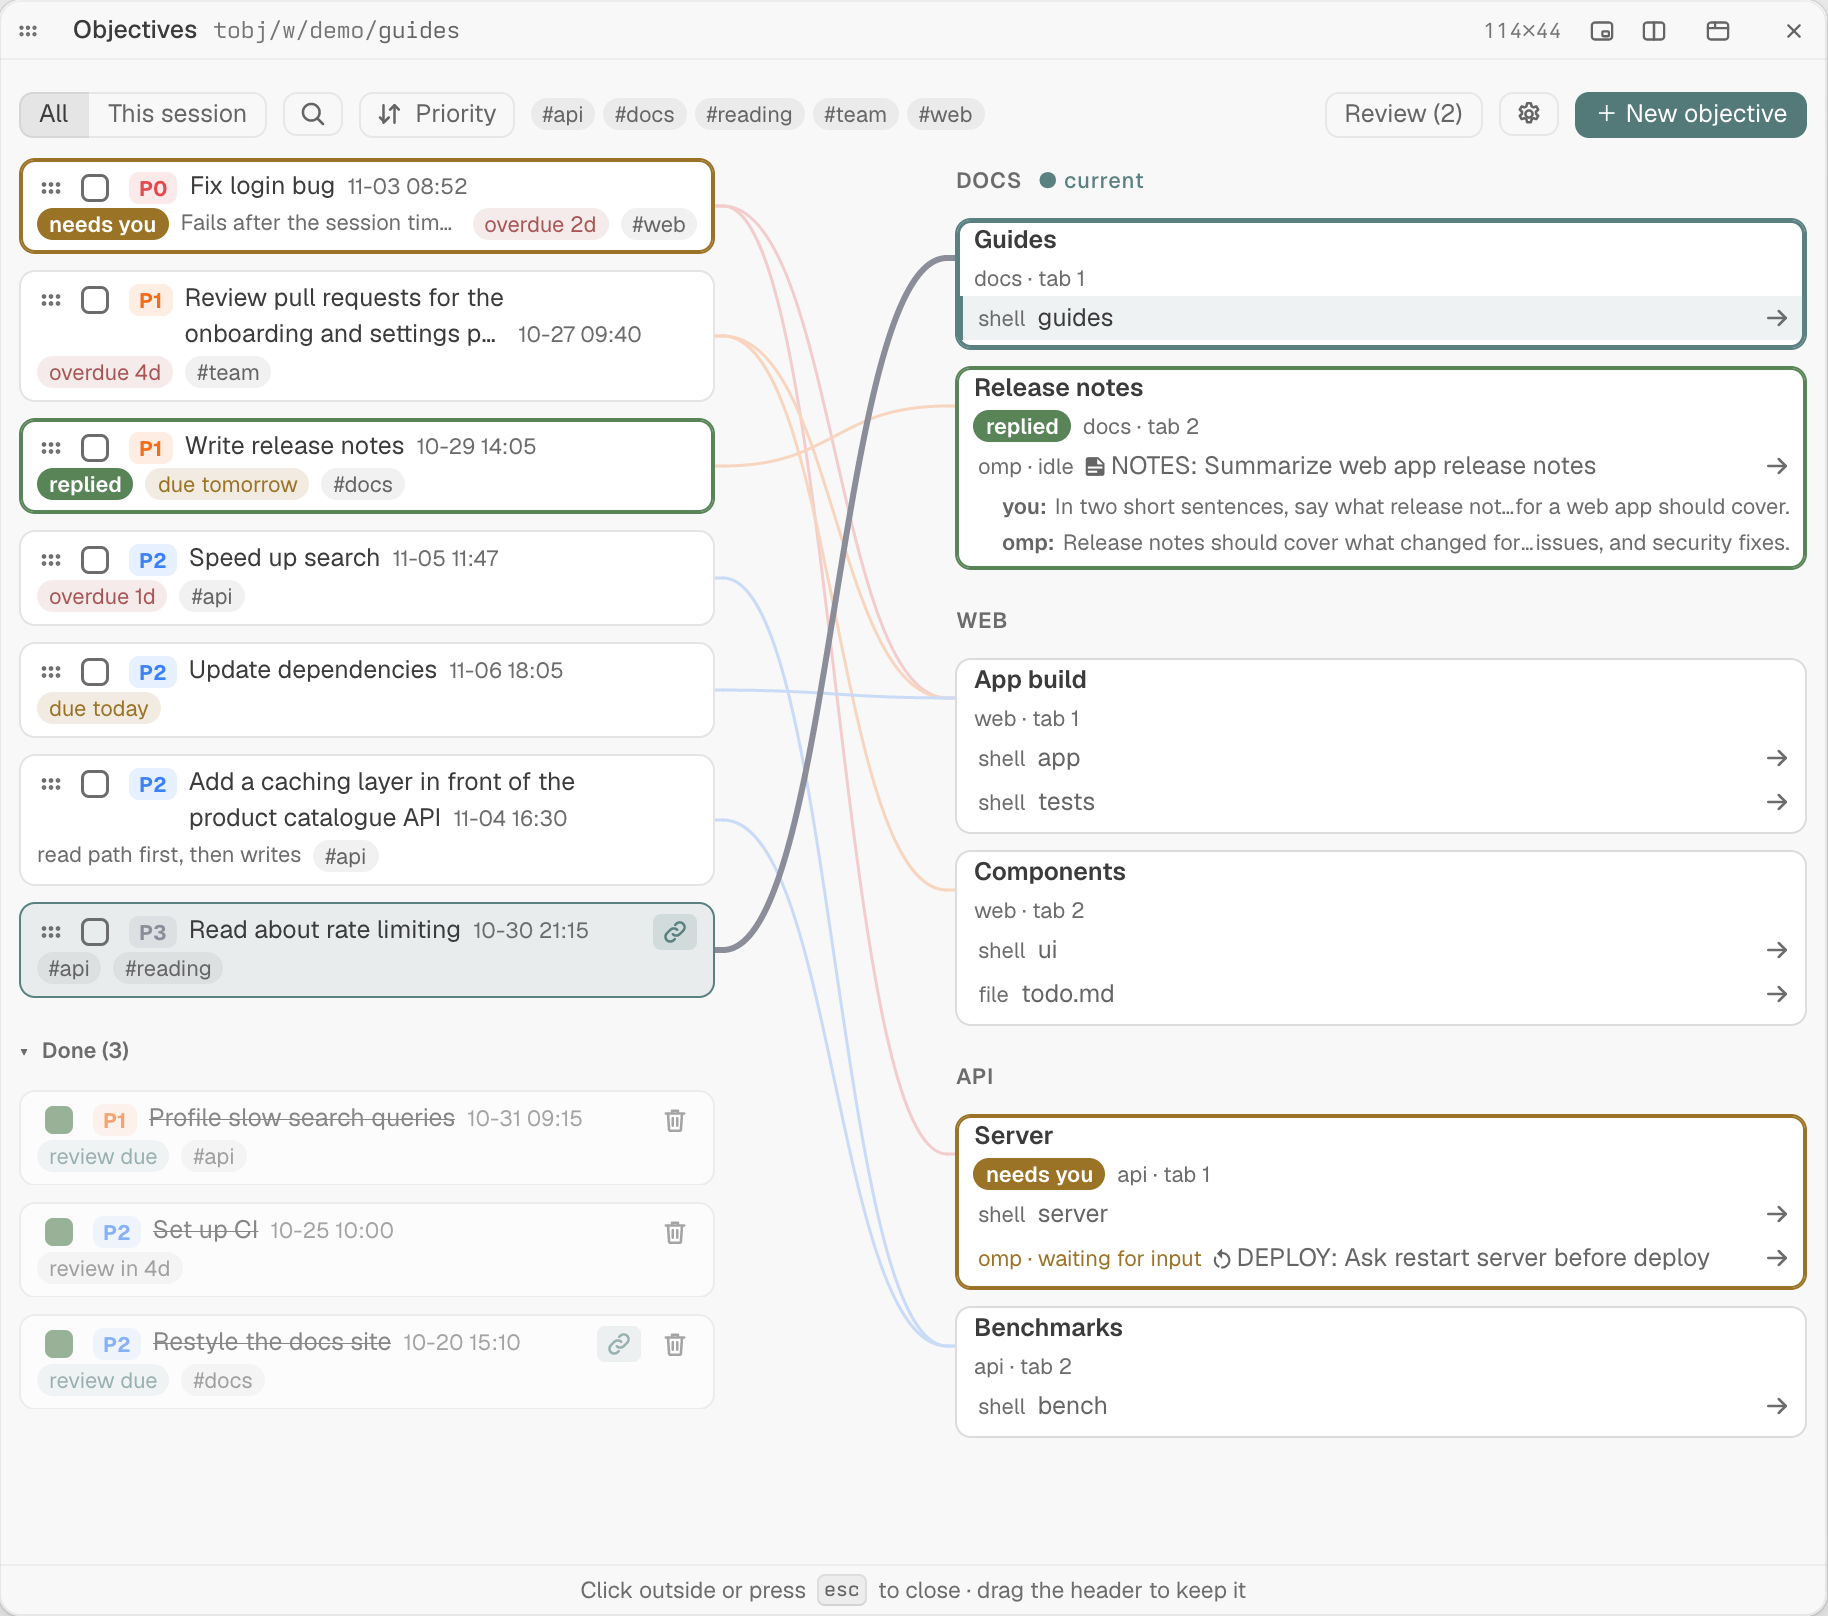 Objectives tobj/w/demo/guides 114×44
All This session Priority #api #docs #reading #team #web Review (2) + New objective
P0 Fix login bug 11-03 08:52
needs you Fails after the session tim… overdue 2d #web
P1 Review pull requests for the
onboarding and settings p… 10-27 09:40
overdue 4d #team
P1 Write release notes 10-29 14:05
replied due tomorrow #docs
P2 Speed up search 11-05 11:47
overdue 1d #api
P2 Update dependencies 11-06 18:05
due today
P2 Add a caching layer in front of the
product catalogue API 11-04 16:30
read path first, then writes #api
P3 Read about rate limiting 10-30 21:15
#api #reading
Done (3)
P1 Profile slow search queries 10-31 09:15
review due #api
P2 Set up CI 10-25 10:00
review in 4d
P2 Restyle the docs site 10-20 15:10
review due #docs
DOCS current
Guides
docs · tab 1
shell guides
Release notes
replied docs · tab 2
omp · idle NOTES: Summarize web app release notes
you: In two short sentences, say what release not…for a web app should cover.
omp: Release notes should cover what changed for…issues, and security fixes.
WEB
App build
web · tab 1
shell app
shell tests
Components
web · tab 2
shell ui
file todo.md
API
Server
needs you api · tab 1
shell server
omp · waiting for input DEPLOY: Ask restart server before deploy
Benchmarks
api · tab 2
shell bench
Click outside or press esc to close · drag the header to keep it